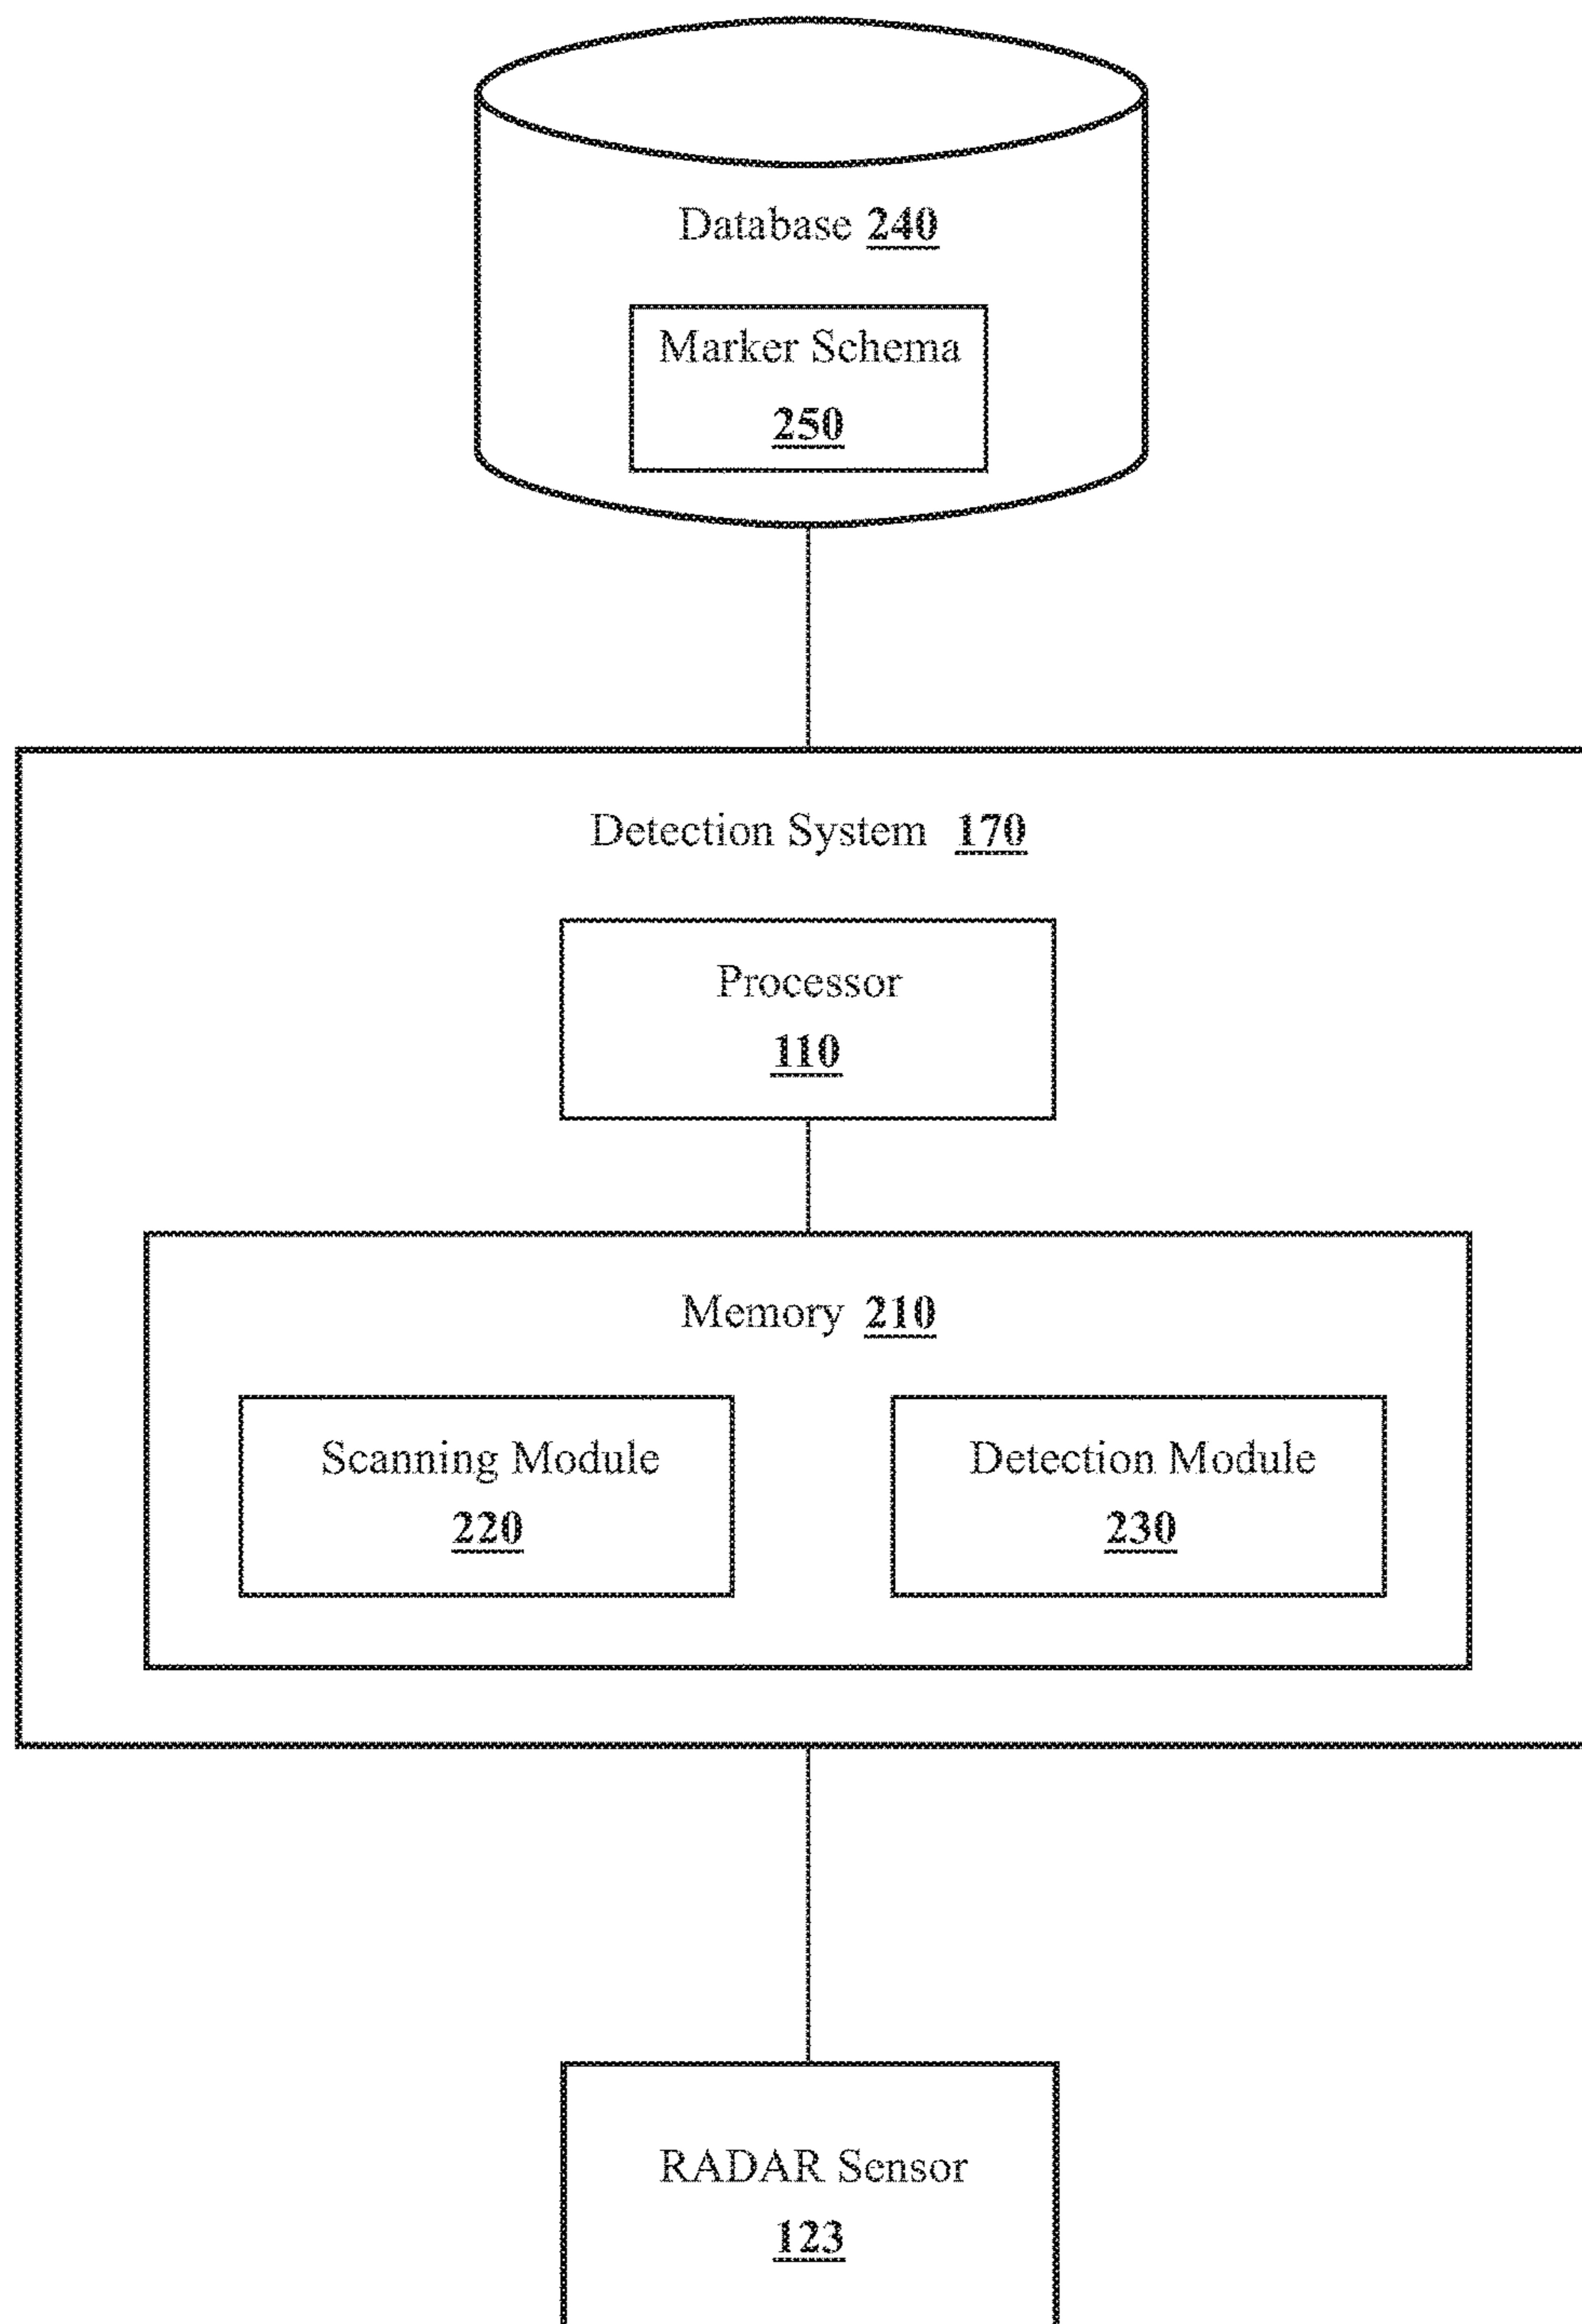 Database 240
Marker Schema
250
Detection System 170
Processor
110
Memory 210
Scanning Module
220
Detection Module
230
RADAR Sensor
123